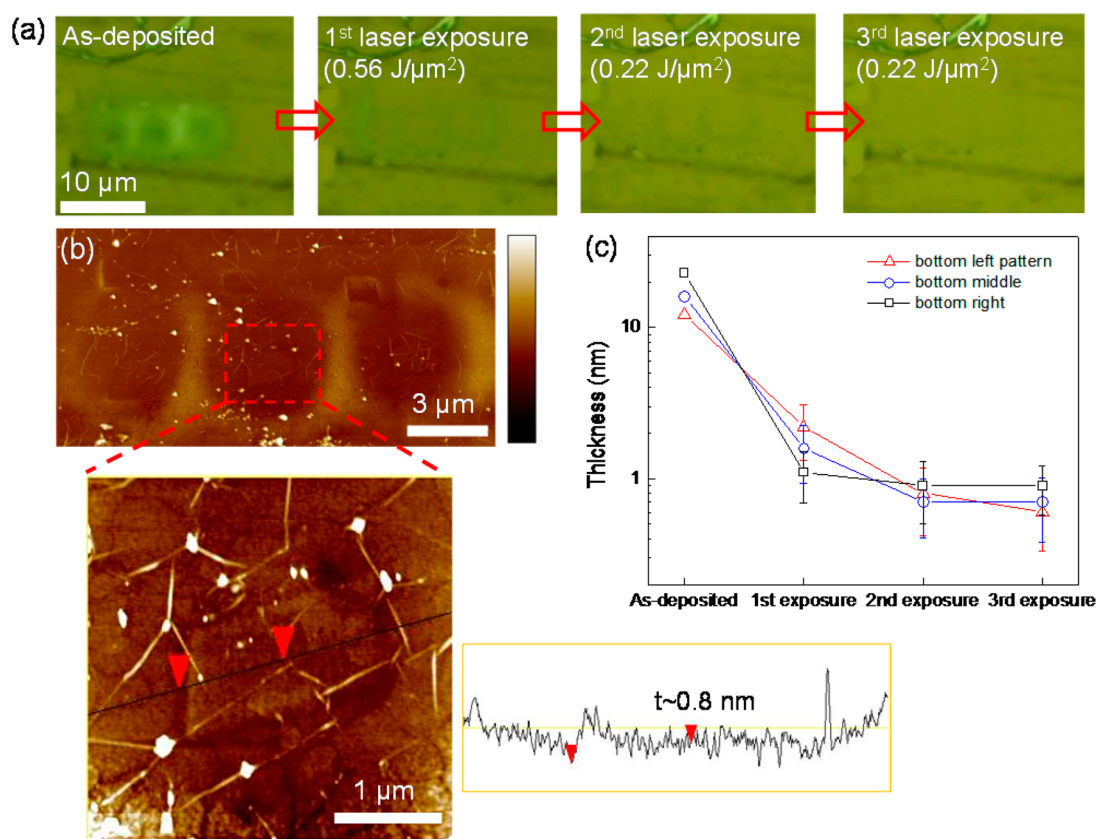 (a)
As-deposited
1st laser exposure
(0.56 J/µm2)
2nd laser exposure
(0.22 J/µm2)
3rd laser exposure
(0.22 J/µm2)
10 µm
(b)
3 µm
1 µm
t~0.8 nm
(c)
bottom left pattern
bottom middle
bottom right
Thickness (nm)
10
1
As-deposited 1st exposure 2nd exposure 3rd exposure